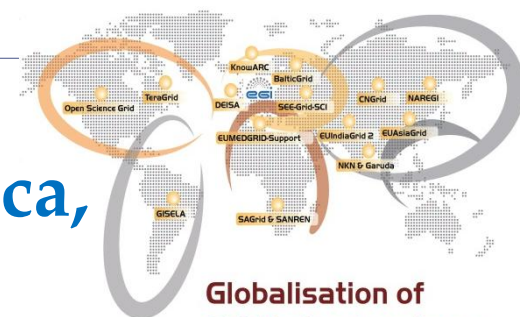 KnowARC
BalticGrid
TeraGrid
Open Science Grid
DEISA
egi
SEE-Grid-SCI
CNGrid
NAREGI
EUMEDGRID-Support
EUIndiaGrid 2
EUAsiaGrid
NKN & Garuda
ca,
GISELA
SAGrid & SANREN
Globalisation of